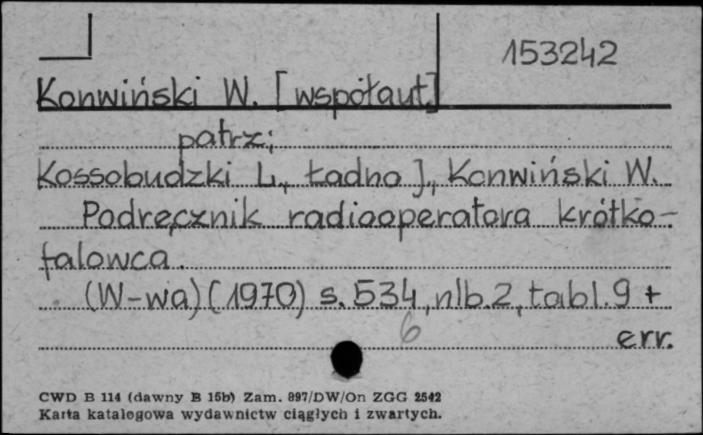 153242
Konwiński W. [współaut.]
patrz:
Kossobudzki L., Ładno J., Konwiński W.
Podręcznik radiooperatora krótko-
falowca.
(W-wa) (1970) s. 534, nlb. 2, tabl. 9 +
6 err.
CWD B 114 (dawny B 15b) Zam. 897/DW/On ZGG 2542
Karta katalogowa wydawnictw ciągłych i zwartych.